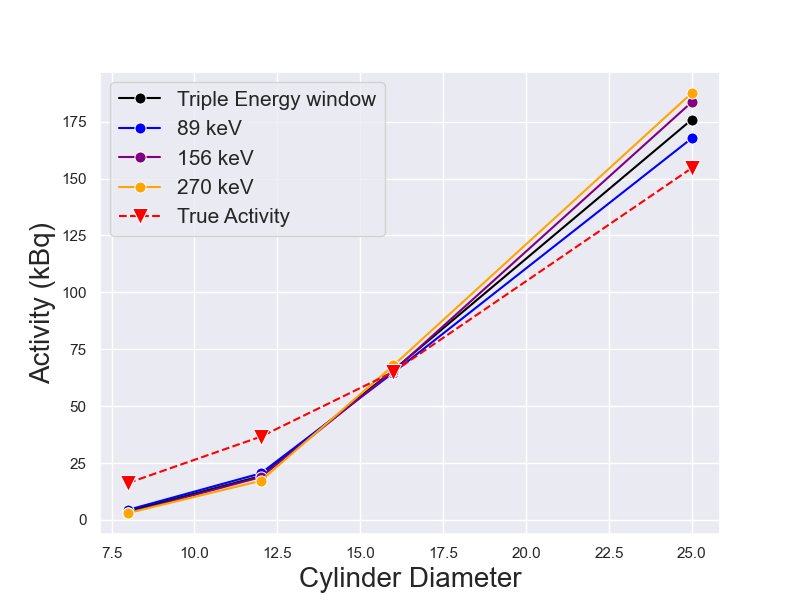 Triple Energy window
89 keV
156 keV
270 keV
True Activity
175
150
125
100
75
50
25
0
Activity (kBq)
7.5 10.0 12.5 15.0 17.5 20.0 22.5 25.0
Cylinder Diameter